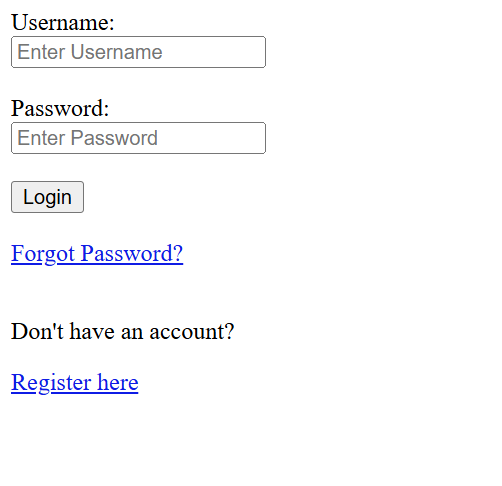 Username:
Enter Username
Password:
Enter Password
Login
Forgot Password?
Don't have an account?
Register here